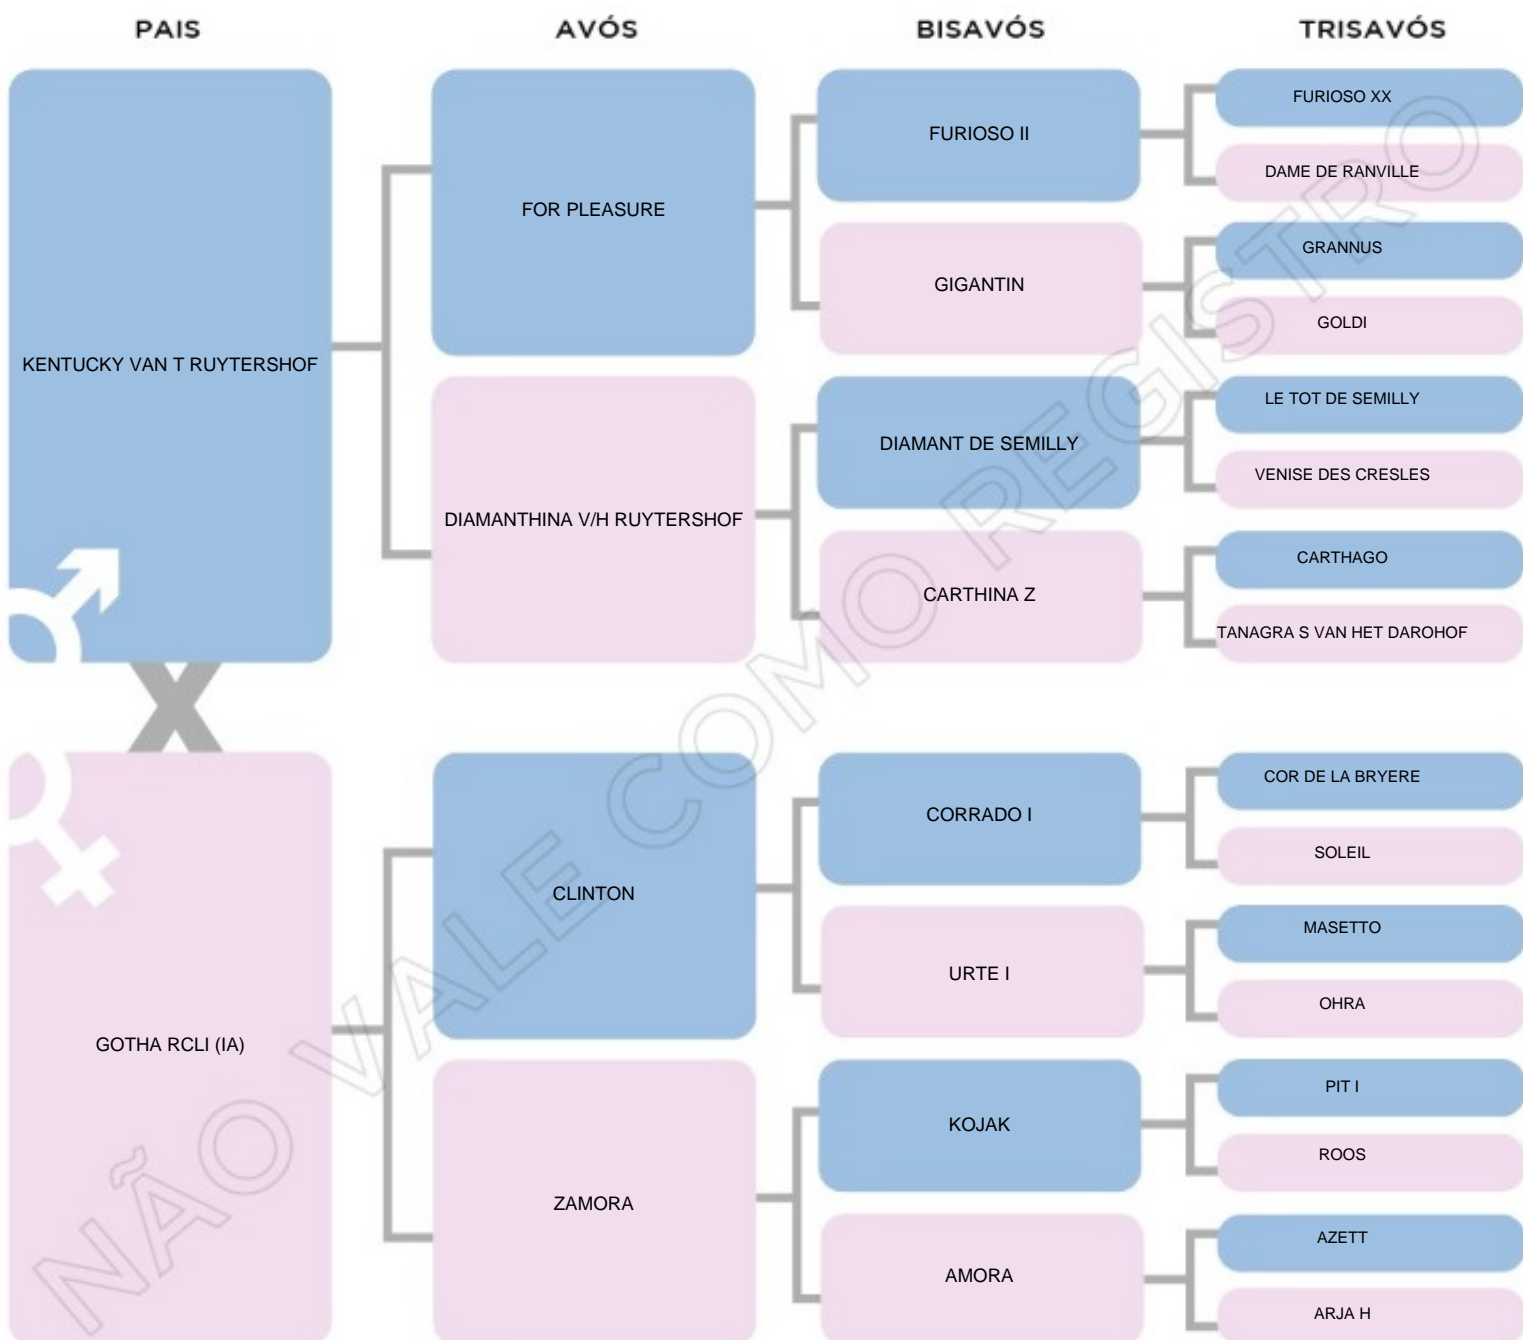 PAIS
AVÓS
BISAVÓS
TRISAVÓS
KENTUCKY VAN T RUYTERSHOF
FOR PLEASURE
DIAMANTHINA V/H RUYTERSHOF
FURIOSO II
GIGANTIN
DIAMANT DE SEMILLY
CARTHINA Z
FURIOSO XX
DAME DE RANVILLE
GRANNUS
GOLDI
LE TOT DE SEMILLY
VENISE DES CRESLES
CARTHAGO
TANAGRA S VAN HET DAROHOF
X
GOTHA RCLI (IA)
CLINTON
ZAMORA
CORRADO I
URTE I
KOJAK
AMORA
COR DE LA BRYERE
SOLEIL
MASETTO
OHRA
PIT I
ROOS
AZETT
ARJA H
NÃO VALE COMO REGISTRO